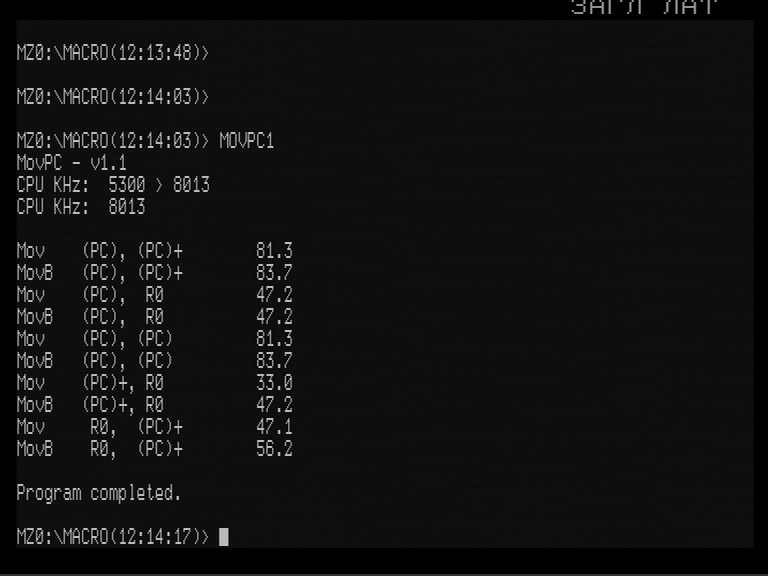 MZ0:\MACRO(12:13:48)>
MZ0:\MACRO(12:14:03)>
MZ0:\MACRO(12:14:03)> MOVPC1
MovPC - v1.1
CPU KHz:  5300 > 8013
CPU KHz:  8013
Mov    (PC), (PC)+        81.3
MovB   (PC), (PC)+        83.7
Mov    (PC),  R0          47.2
MovB   (PC),  R0          47.2
Mov    (PC), (PC)         81.3
MovB   (PC), (PC)         83.7
Mov    (PC)+, R0          33.0
MovB   (PC)+, R0          47.2
Mov     R0,  (PC)+        47.1
MovB    R0,  (PC)+        56.2
Program completed.
MZ0:\MACRO(12:14:17)>